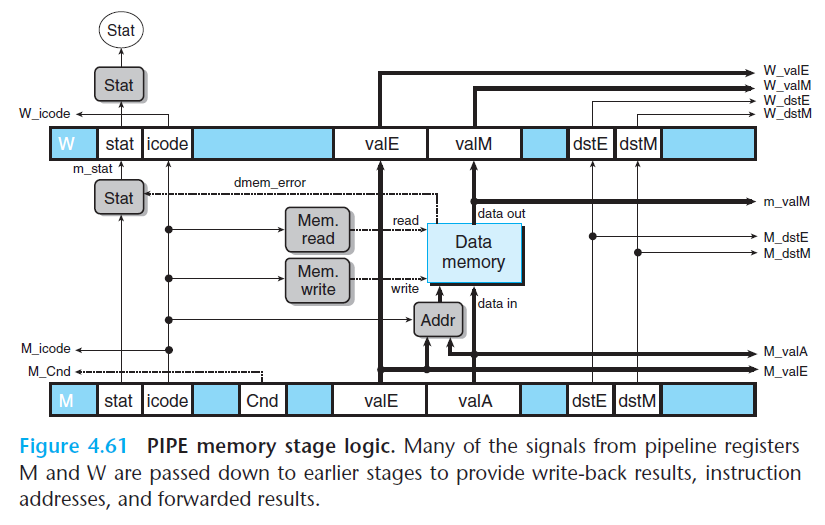 Stat
W_valE
Stat
W_valM
W_dstE
W_icode
W_dstM
W stat icode valE valM dstE dstM
m_stat
dmem_error
Stat
m_valM
read
data out
Mem.
read
Data
memory
M_dstE
M_dstM
Mem.
write
write
data in
Addr
M_icode
M_valA
M_Cnd
M_valE
M stat icode Cnd valE valA dstE dstM
Figure 4.61 PIPE memory stage logic. Many of the signals from pipeline registers
M and W are passed down to earlier stages to provide write-back results, instruction
addresses, and forwarded results.